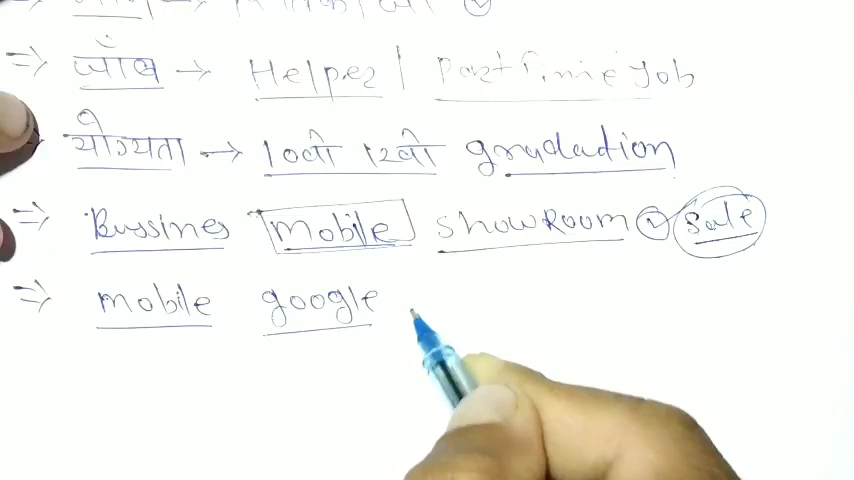 ⇒ जॉब → Helper / Part Time Job
योग्यता → 10वी 12वी graduation
⇒ Bussines mobile showRoom sale
⇒ mobile google